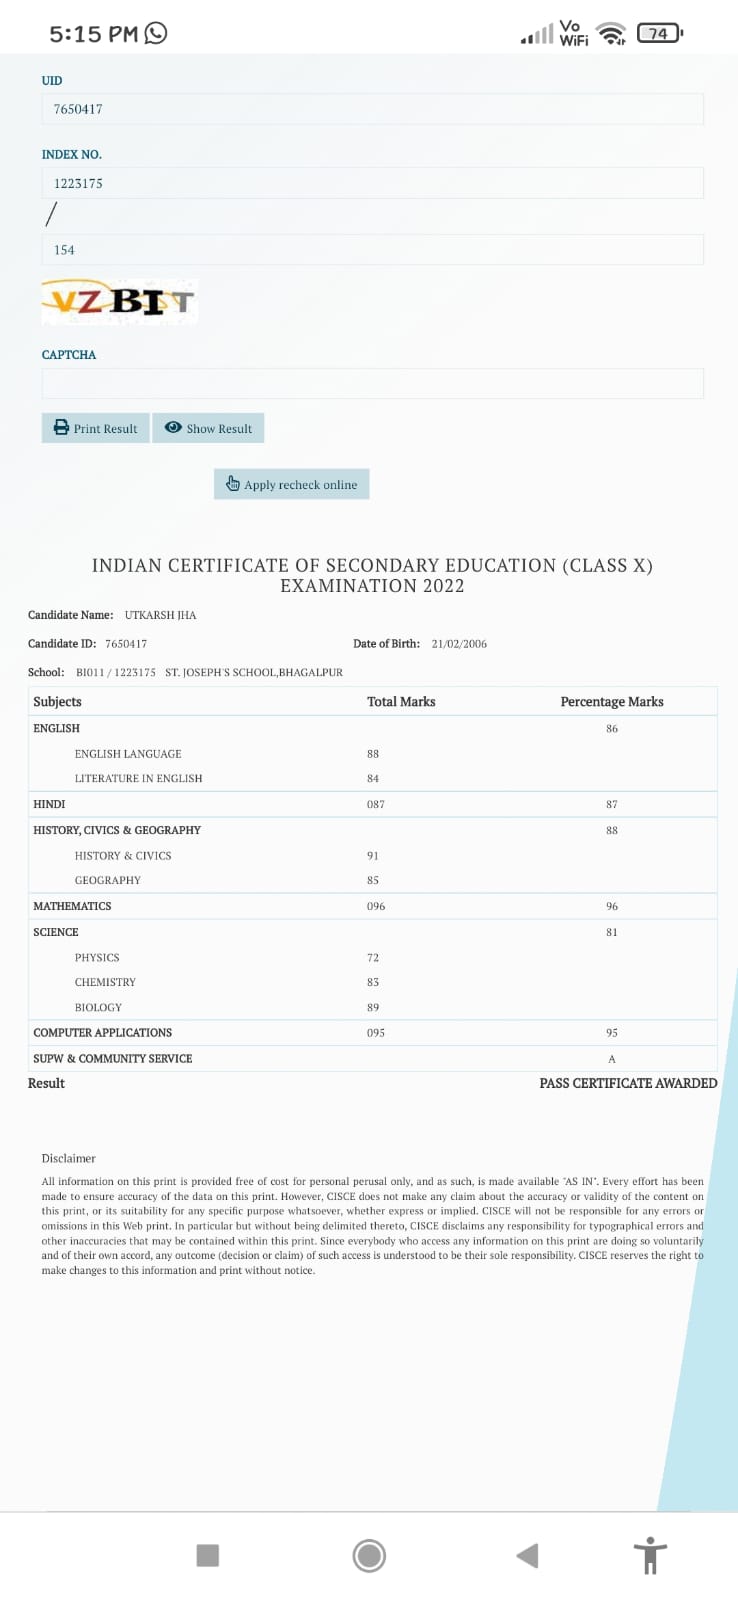 5:15 PM
Vo WiFi 74
UID
7650417
INDEX NO.
1223175
/
154
VZBIT
CAPTCHA
Print Result Show Result
Apply recheck online
INDIAN CERTIFICATE OF SECONDARY EDUCATION (CLASS X)
EXAMINATION 2022
Candidate Name: UTKARSH JHA
Candidate ID: 7650417 Date of Birth: 21/02/2006
School: BI011 / 1223175 ST. JOSEPH'S SCHOOL,BHAGALPUR
Subjects Total Marks Percentage Marks
ENGLISH 86
ENGLISH LANGUAGE 88
LITERATURE IN ENGLISH 84
HINDI 087 87
HISTORY, CIVICS & GEOGRAPHY 88
HISTORY & CIVICS 91
GEOGRAPHY 85
MATHEMATICS 096 96
SCIENCE 81
PHYSICS 72
CHEMISTRY 83
BIOLOGY 89
COMPUTER APPLICATIONS 095 95
SUPW & COMMUNITY SERVICE A
Result PASS CERTIFICATE AWARDED
Disclaimer
All information on this print is provided free of cost for personal perusal only, and as such, is made available "AS IN". Every effort has been
made to ensure accuracy of the data on this print. However, CISCE does not make any claim about the accuracy or validity of the content on
this print, or its suitability for any specific purpose whatsoever, whether express or implied. CISCE will not be responsible for any errors or
omissions in this Web print. In particular but without being delimited thereto, CISCE disclaims any responsibility for typographical errors and
other inaccuracies that may be contained within this print. Since everybody who access any information on this print are doing so voluntarily
and of their own accord, any outcome (decision or claim) of such access is understood to be their sole responsibility. CISCE reserves the right to
make changes to this information and print without notice.